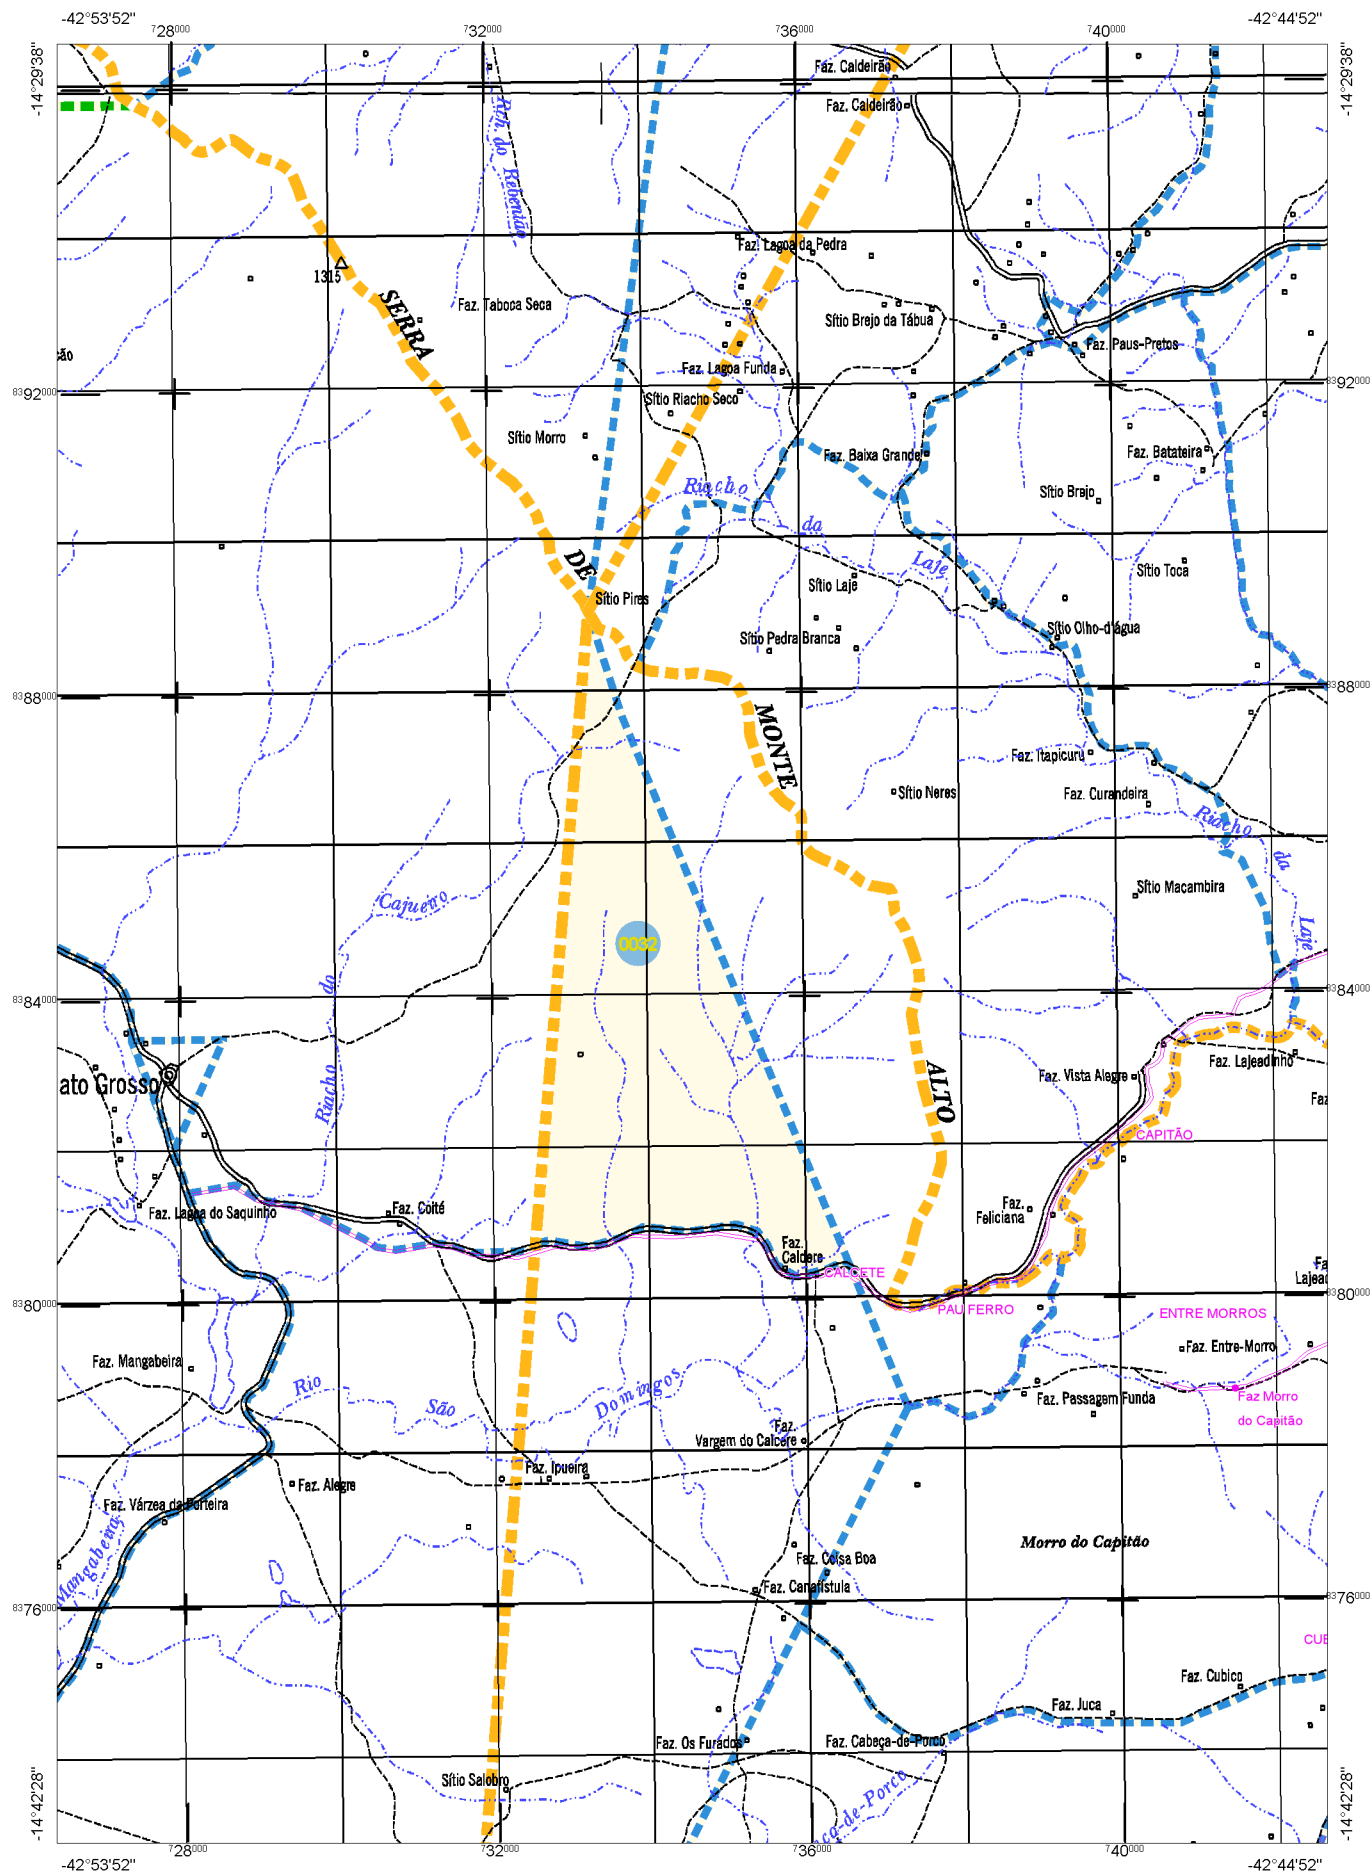 -42°53'52"
-42°44'52"
728000
732000
736000
740000
-14°29'38"
-14°29'38"
Faz. Caldeirão
Faz. Caldeirão
Rch. do Rebentão
Faz. Lagoa da Pedra
1315
Faz. Taboca Seca
SERRA
Sítio Brejo da Tábua
Faz. Paus-Pretos
ção
Faz. Lagoa Funda
8392000
8392000
Sítio Riacho Seco
Sítio Morro
Faz. Baixa Grande
Faz. Batateira
Riacho
Sítio Brejo
da
DE
Laje
Sítio Toca
Sítio Laje
Sítio Pires
Sítio Olho-d'água
Sítio Pedra Branca
8388000
8388000
MONTE
Faz. Itapicuru
Sítio Neres
Faz. Curandeira
Riacho
da
Sítio Macambira
Cajueiro
Laje
0032
do
8384000
8384000
Faz. Lajeadinho
ato Grosso
Faz. Vista Alegre
ALTO
Riacho
Faz
CAPITÃO
Faz. Lagoa do Saquinho
Faz. Coité
Faz.
Feliciana
Faz.
Caldere
CALCETE
Fa
Lajead
8380000
8380000
PAU FERRO
ENTRE MORROS
Faz. Entre-Morro
Faz. Mangabeira
Rio
São
Domingos
Faz. Passagem Funda
Faz Morro
do Capitão
Faz.
Vargem do Calcere
Faz. Ipueira
Faz. Alegre
Faz. Várzea da Porteira
Mangabeira
Morro do Capitão
Faz. Coisa Boa
Faz. Canafístula
8376000
8376000
CUB
Faz. Cubico
Faz. Juca
Faz. Os Furados
Faz. Cabeça-de-Porco
Sítio Salobro
ça-de-Porco
-14°42'28"
-14°42'28"
728000
732000
736000
740000
-42°53'52"
-42°44'52"